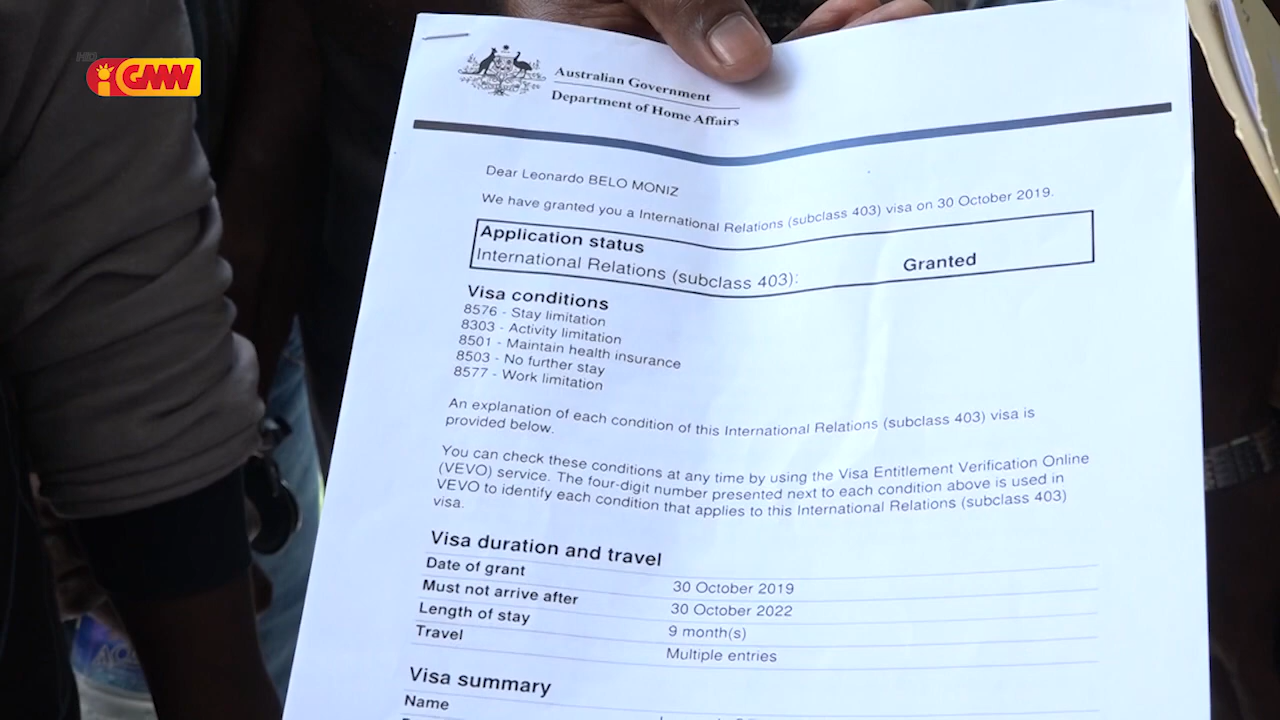 GMN
Australian Government
Department of Home Affairs
Dear Leonardo BELO MONIZ
We have granted you a International Relations (subclass 403) visa on 30 October 2019.
Application status
International Relations (subclass 403): Granted
Visa conditions
8576 - Stay limitation
8303 - Activity limitation
8501 - Maintain health insurance
8503 - No further stay
8577 - Work limitation
An explanation of each condition of this International Relations (subclass 403) visa is
provided below.
You can check these conditions at any time by using the Visa Entitlement Verification Online
(VEVO) service. The four-digit number presented next to each condition above is used in
VEVO to identify each condition that applies to this International Relations (subclass 403)
visa.
Visa duration and travel
Date of grant 30 October 2019
Must not arrive after 30 October 2022
Length of stay 9 month(s)
Travel Multiple entries
Visa summary
Name